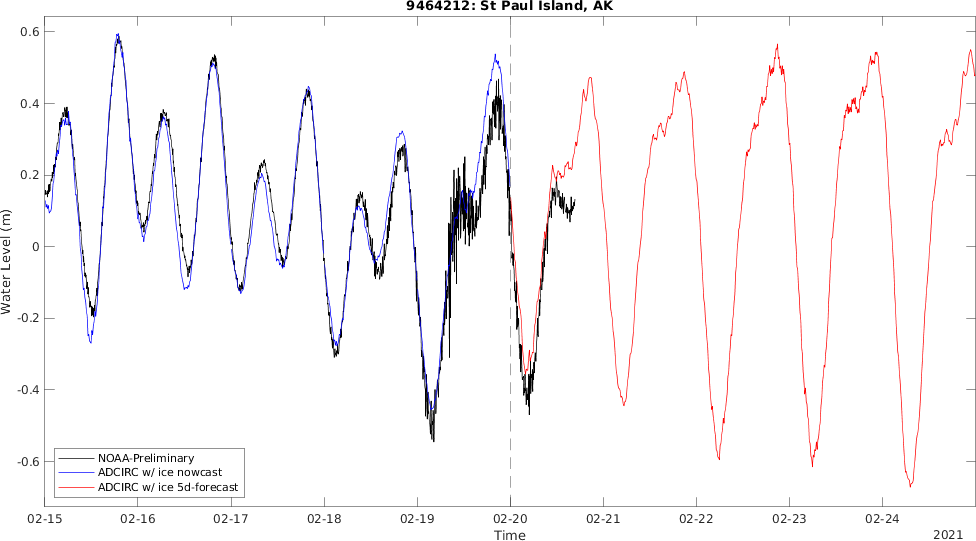 9464212: St Paul Island, AK
0.6
0.4
0.2
0
-0.2
-0.4
-0.6
Water Level (m)
NOAA-Preliminary
ADCIRC w/ ice nowcast
ADCIRC w/ ice 5d-forecast
02-15 02-16 02-17 02-18 02-19 02-20 02-21 02-22 02-23 02-24
Time
2021